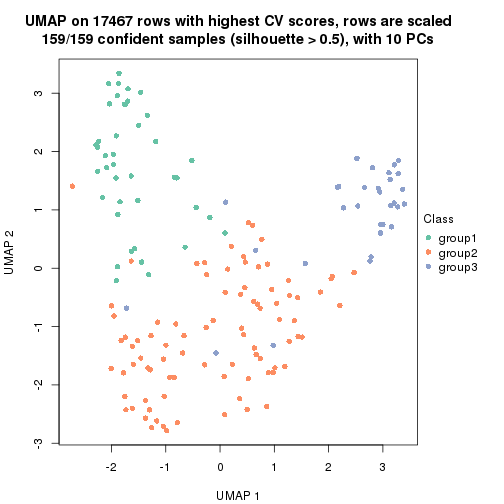 UMAP on 17467 rows with highest CV scores, rows are scaled
159/159 confident samples (silhouette > 0.5), with 10 PCs
3
2
1
0
-1
-2
-3
UMAP 2
-2
-1
0
1
2
3
UMAP 1
Class
group1
group2
group3